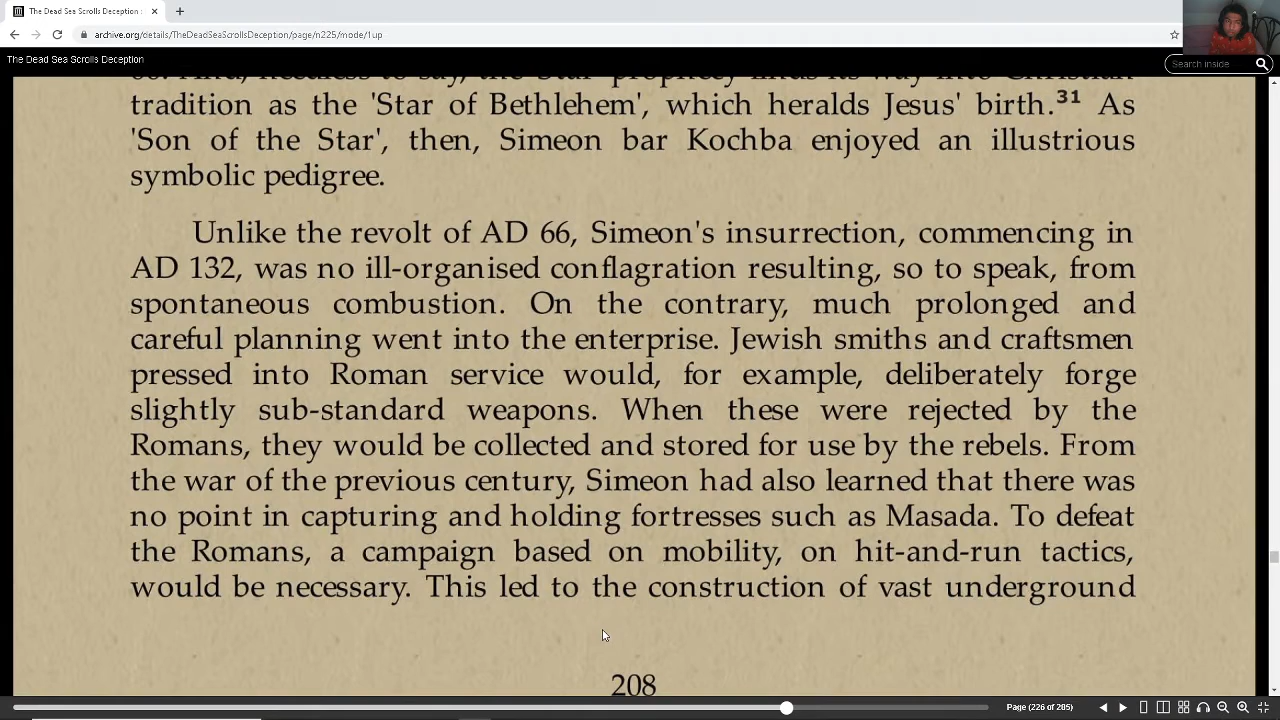 The Dead Sea Scrolls Deception :
archive.org/details/TheDeadSeaScrollsDeception/page/n225/mode/1up
The Dead Sea Scrolls Deception
Search inside
tradition as the 'Star of Bethlehem', which heralds Jesus' birth.³¹ As
'Son of the Star', then, Simeon bar Kochba enjoyed an illustrious
symbolic pedigree.
Unlike the revolt of AD 66, Simeon's insurrection, commencing in
AD 132, was no ill-organised conflagration resulting, so to speak, from
spontaneous combustion. On the contrary, much prolonged and
careful planning went into the enterprise. Jewish smiths and craftsmen
pressed into Roman service would, for example, deliberately forge
slightly sub-standard weapons. When these were rejected by the
Romans, they would be collected and stored for use by the rebels. From
the war of the previous century, Simeon had also learned that there was
no point in capturing and holding fortresses such as Masada. To defeat
the Romans, a campaign based on mobility, on hit-and-run tactics,
would be necessary. This led to the construction of vast underground
208
Page (226 of 285)